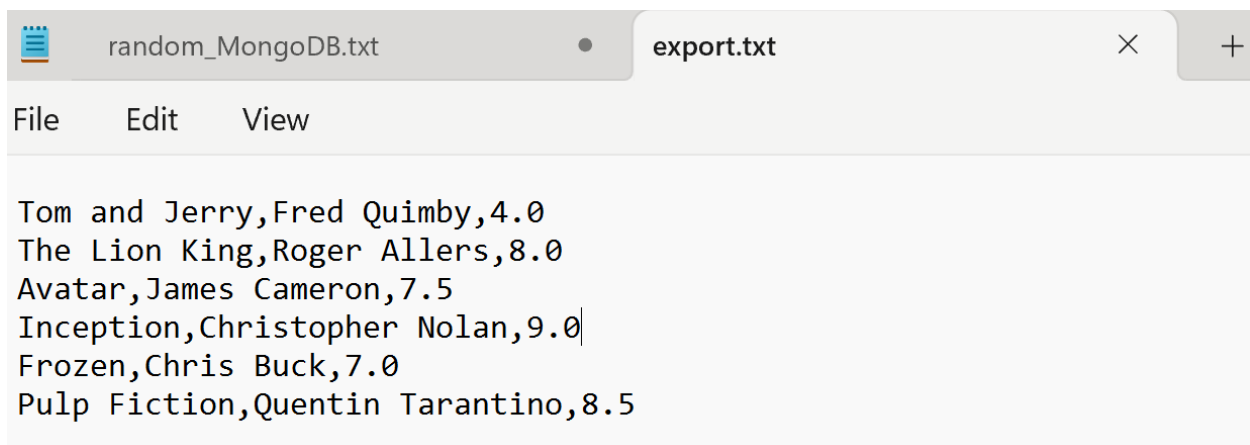 random_MongoDB.txt
export.txt
File Edit View
Tom and Jerry,Fred Quimby,4.0
The Lion King,Roger Allers,8.0
Avatar,James Cameron,7.5
Inception,Christopher Nolan,9.0
Frozen,Chris Buck,7.0
Pulp Fiction,Quentin Tarantino,8.5